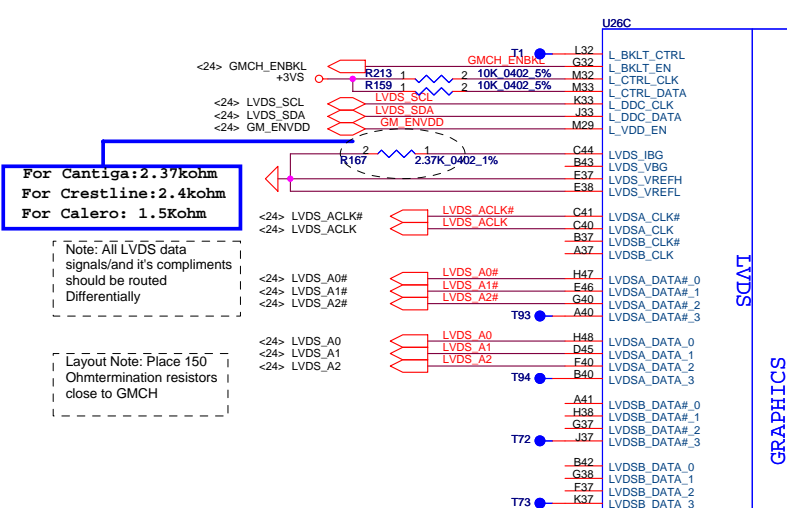 U26C
T1 L32 L_BKLT_CTRL
<24> GMCH_ENBKL GMCH_ENBKL G32 L_BKLT_EN
+3VS R213 1 2 10K_0402_5% M32 L_CTRL_CLK
R159 1 2 10K_0402_5% M33 L_CTRL_DATA
<24> LVDS_SCL LVDS_SCL K33 L_DDC_CLK
<24> LVDS_SDA LVDS_SDA J33 L_DDC_DATA
<24> GM_ENVDD GM_ENVDD M29 L_VDD_EN
R167 2 1 2.37K_0402_1% C44 LVDS_IBG
B43 LVDS_VBG
E37 LVDS_VREFH
E38 LVDS_VREFL
For Cantiga:2.37kohm
For Crestline:2.4kohm
For Calero: 1.5Kohm
<24> LVDS_ACLK# LVDS_ACLK# C41 LVDSA_CLK#
<24> LVDS_ACLK LVDS_ACLK C40 LVDSA_CLK
B37 LVDSB_CLK#
A37 LVDSB_CLK
Note: All LVDS data
signals/and it's compliments
should be routed
Differentially
<24> LVDS_A0# LVDS_A0# H47 LVDSA_DATA#_0
<24> LVDS_A1# LVDS_A1# E46 LVDSA_DATA#_1
<24> LVDS_A2# LVDS_A2# G40 LVDSA_DATA#_2
T93 A40 LVDSA_DATA#_3
LVDS
<24> LVDS_A0 LVDS_A0 H48 LVDSA_DATA_0
<24> LVDS_A1 LVDS_A1 D45 LVDSA_DATA_1
<24> LVDS_A2 LVDS_A2 F40 LVDSA_DATA_2
T94 B40 LVDSA_DATA_3
Layout Note: Place 150
Ohmtermination resistors
close to GMCH
A41 LVDSB_DATA#_0
H38 LVDSB_DATA#_1
G37 LVDSB_DATA#_2
T72 J37 LVDSB_DATA#_3
GRAPHICS
B42 LVDSB_DATA_0
G38 LVDSB_DATA_1
F37 LVDSB_DATA_2
T73 K37 LVDSB_DATA_3